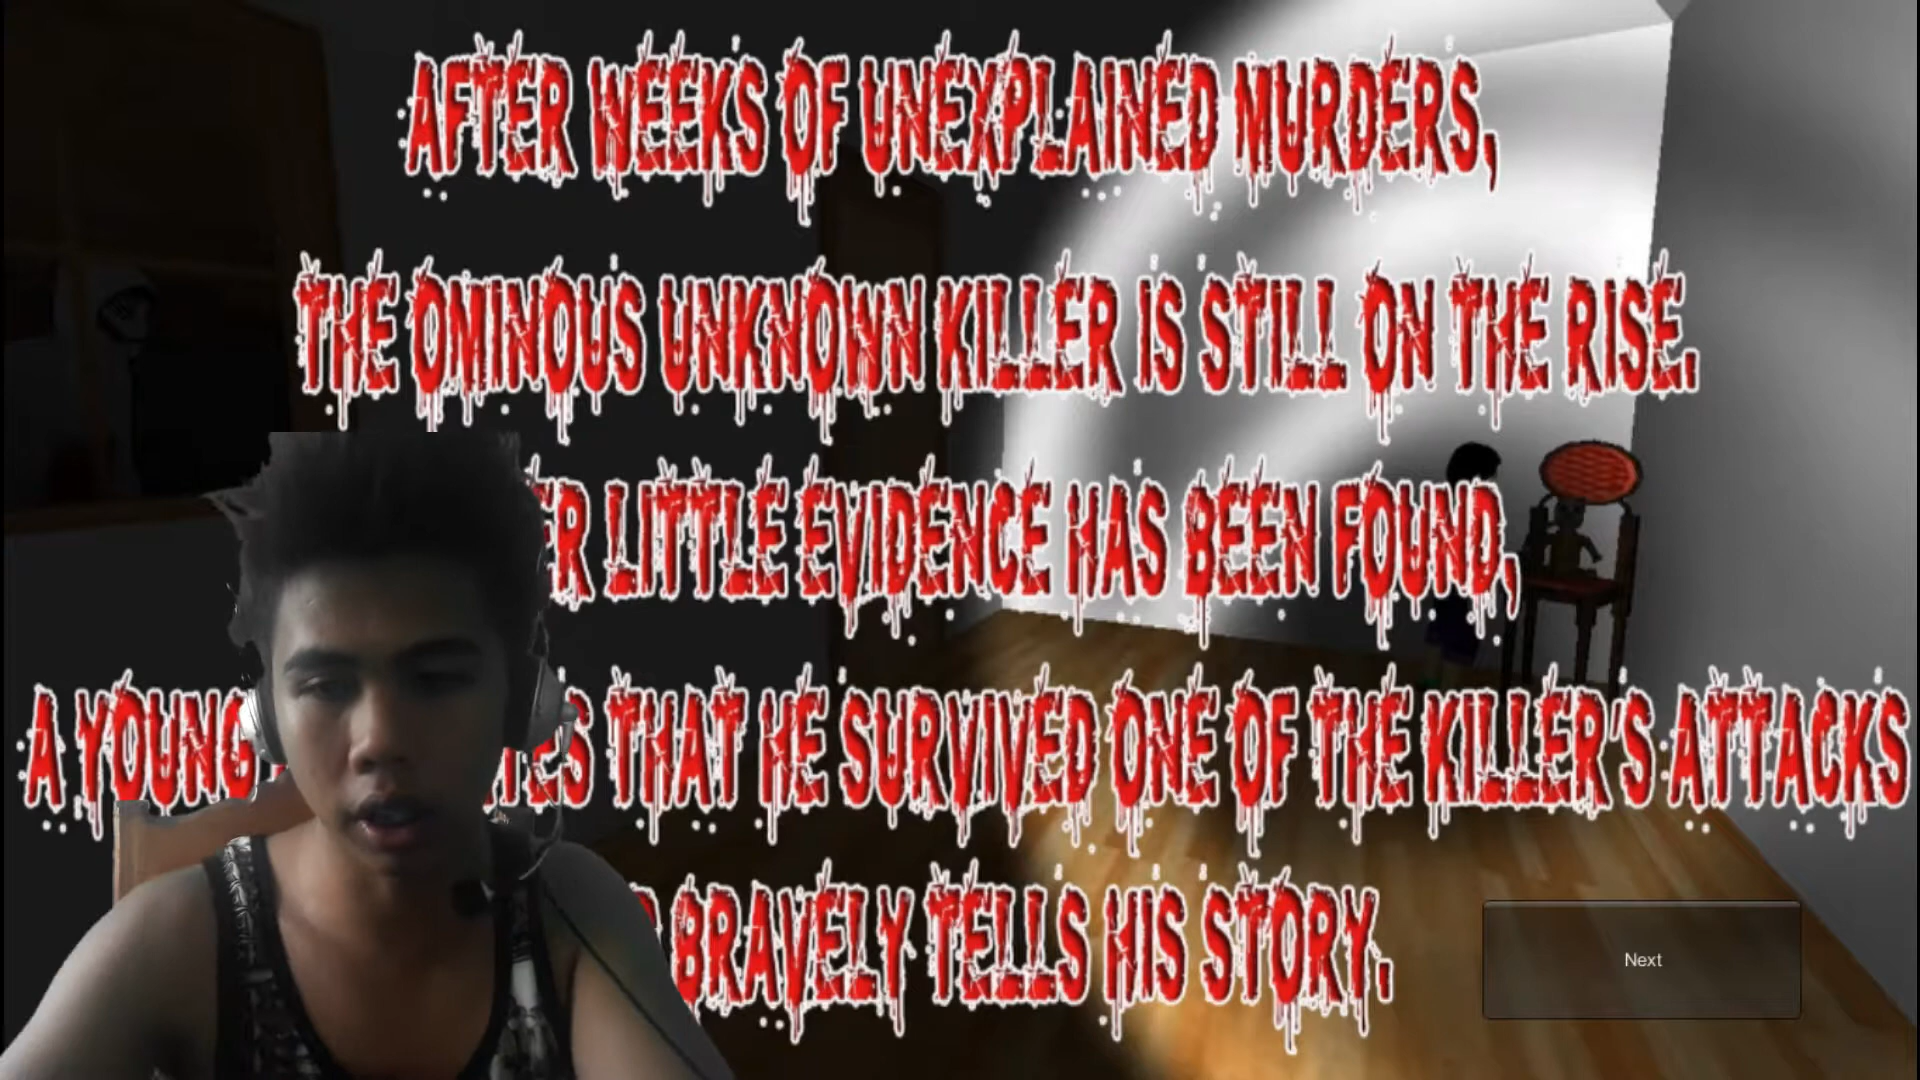 AFTER WEEKS OF UNEXPLAINED MURDERS,
THE OMINOUS UNKNOWN KILLER IS STILL ON THE RISE.
LITTLE EVIDENCE HAS BEEN FOUND,
A YOUNG THAT HE SURVIVED ONE OF THE KILLER'S ATTACKS
BRAVELY TELLS HIS STORY.
Next